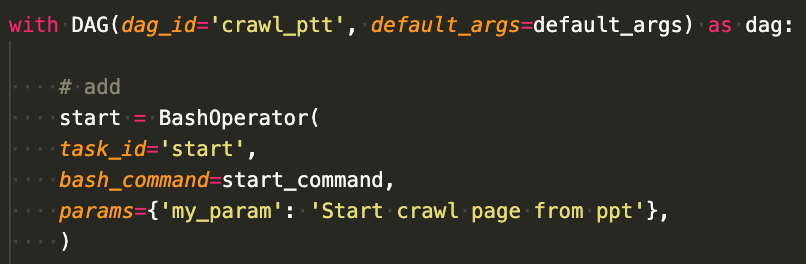 with DAG(dag_id='crawl_ptt', default_args=default_args) as dag:
# add
start = BashOperator(
task_id='start',
bash_command=start_command,
params={'my_param': 'Start crawl page from ppt'},
)